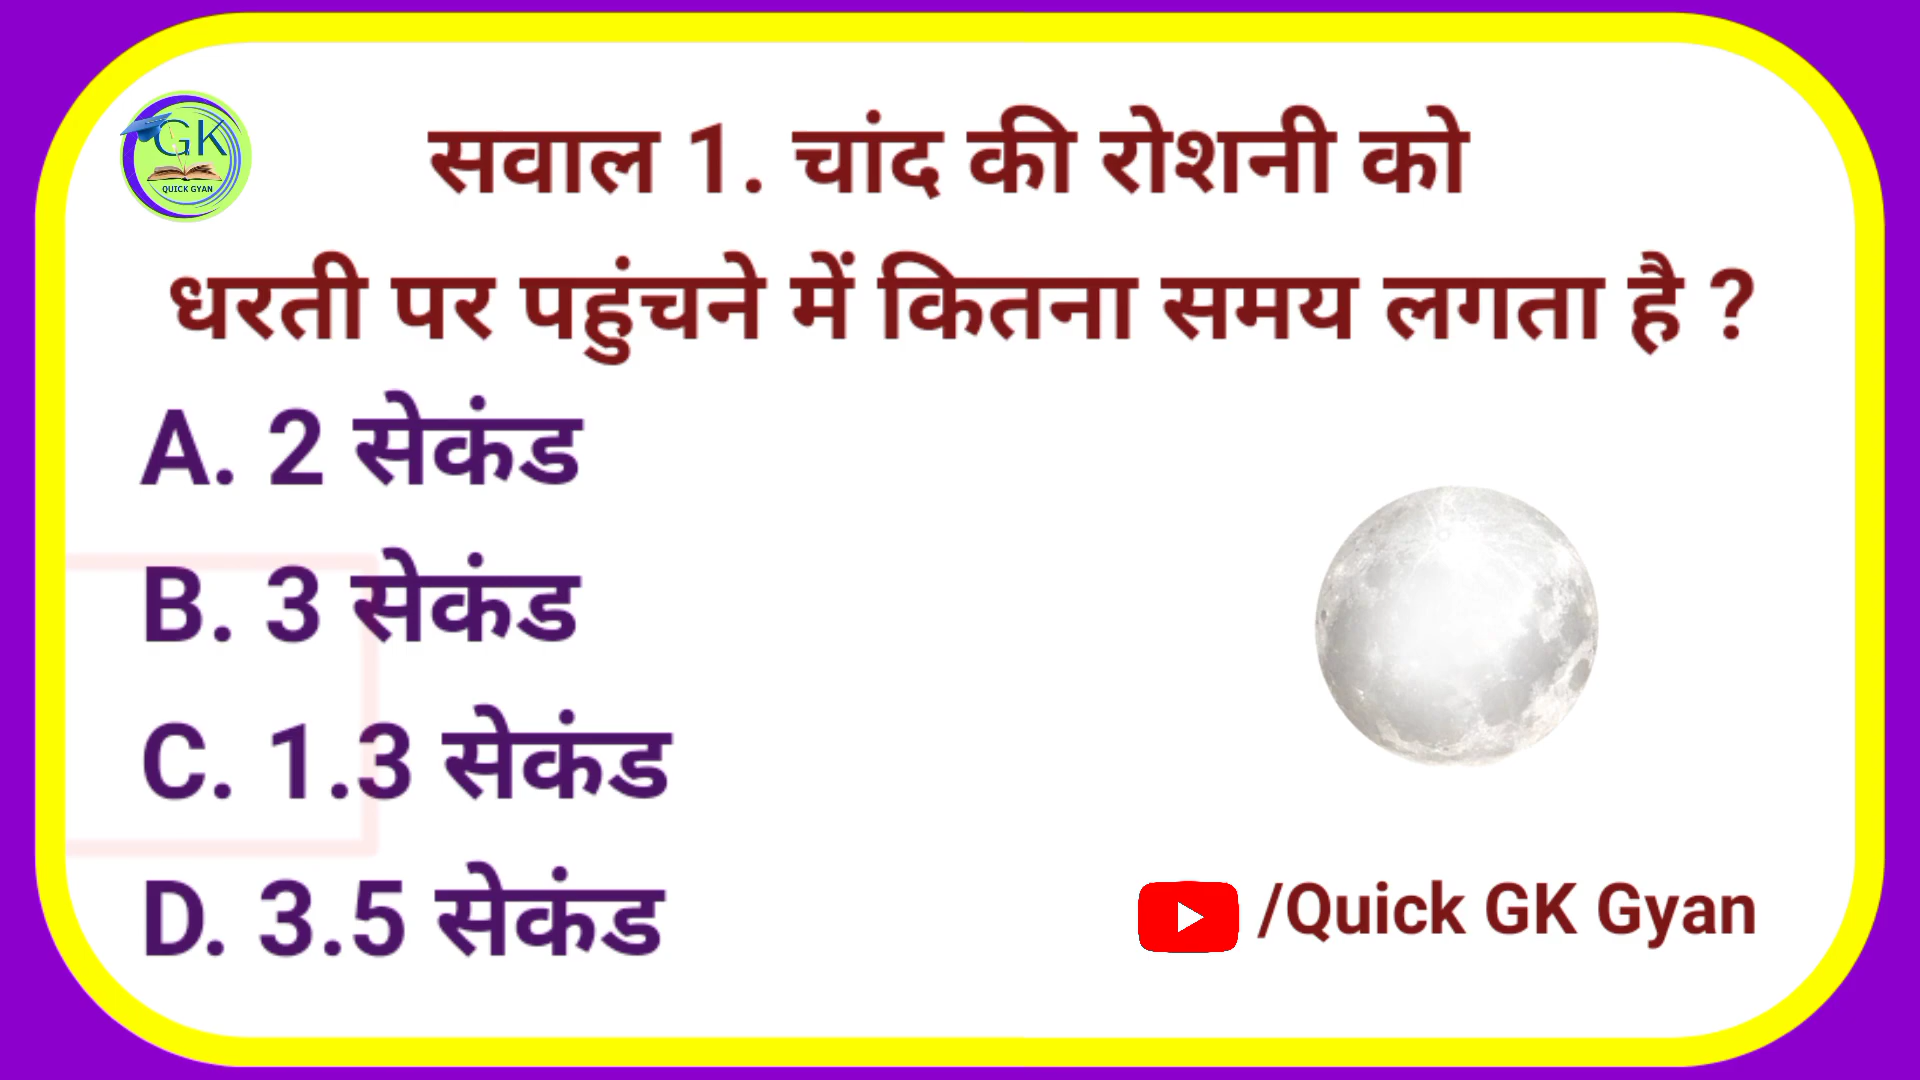 GK
QUICK GYAN
सवाल 1. चांद की रोशनी को
धरती पर पहुंचने में कितना समय लगता है ?
A. 2 सेकंड
B. 3 सेकंड
C. 1.3 सेकंड
D. 3.5 सेकंड
/Quick GK Gyan